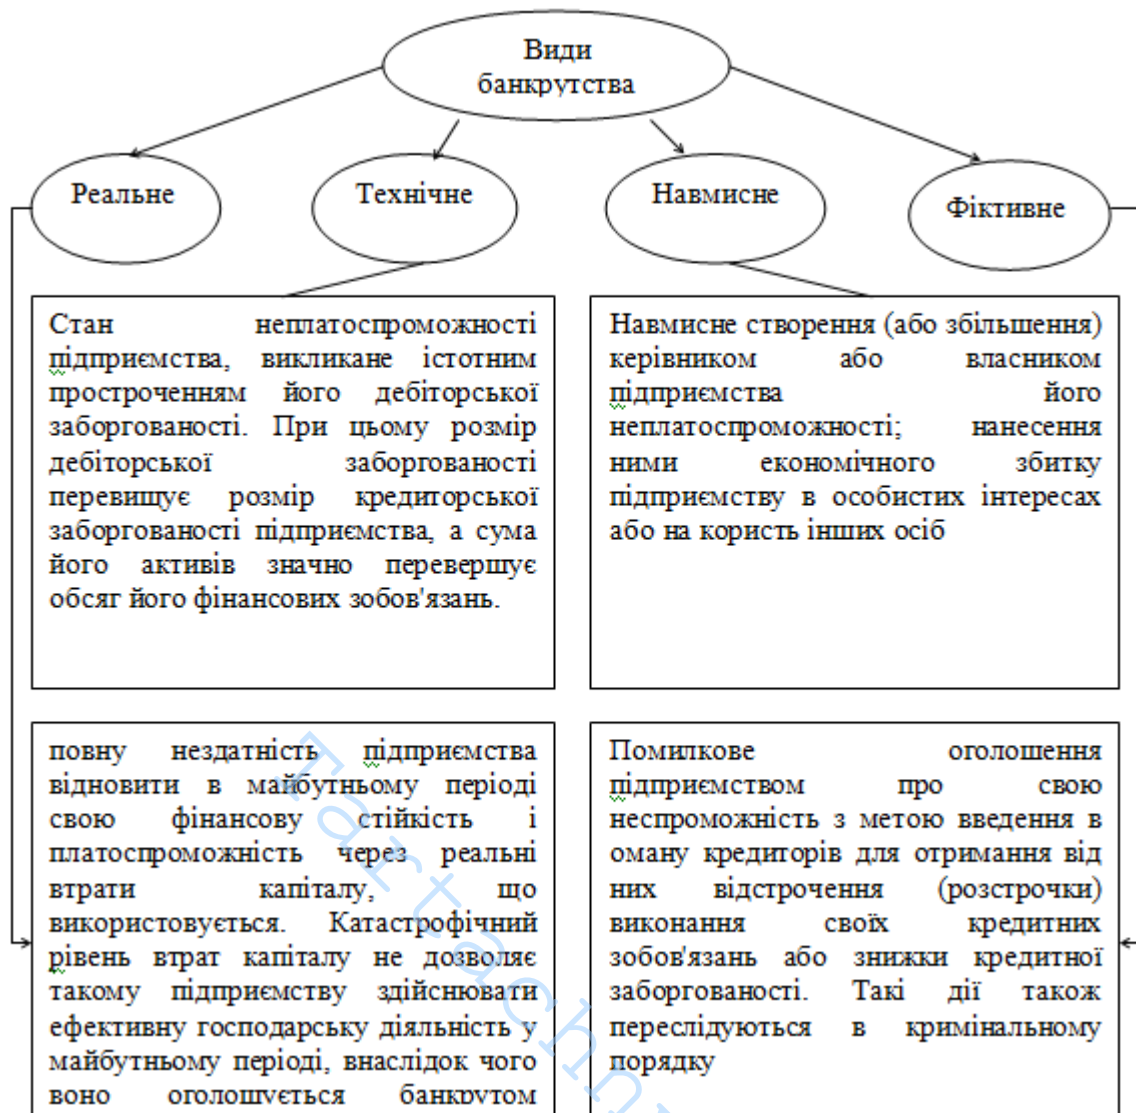 Види
банкрутства
Реальне
Технічне
Навмисне
Фіктивне
Стан неплатоспроможності
підприємства, викликане істотним
простроченням його дебіторської
заборгованості. При цьому розмір
дебіторської заборгованості
перевищує розмір кредиторської
заборгованості підприємства, а сума
його активів значно перевершує
обсяг його фінансових зобов'язань.
Навмисне створення (або збільшення)
керівником або власником
підприємства його
неплатоспроможності; нанесення
ними економічного збитку
підприємству в особистих інтересах
або на користь інших осіб
повну нездатність підприємства
відновити в майбутньому періоді
свою фінансову стійкість і
платоспроможність через реальні
втрати капіталу, що
використовується. Катастрофічний
рівень втрат капіталу не дозволяє
такому підприємству здійснювати
ефективну господарську діяльність у
майбутньому періоді, внаслідок чого
воно оголошується банкрутом
Помилкове оголошення
підприємством про свою
неспроможність з метою введення в
оману кредиторів для отримання від
них відстрочення (розстрочки)
виконання своїх кредитних
зобов'язань або знижки кредитної
заборгованості. Такі дії також
переслідуються в кримінальному
порядку